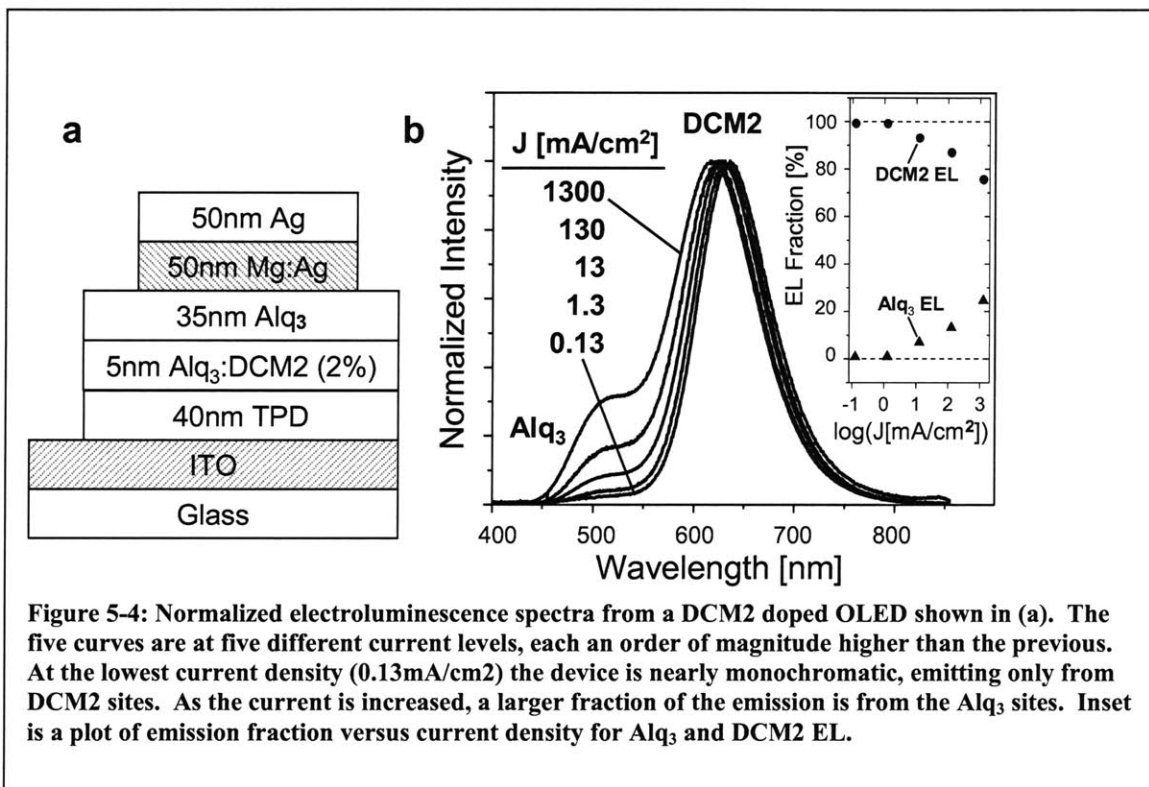 a
50nm Ag
50nm Mg:Ag
35nm Alq₃
5nm Alq₃:DCM2 (2%)
40nm TPD
ITO
Glass
b
Normalized Intensity
J [mA/cm²]
1300
130
13
1.3
0.13
DCM2
Alq₃
400 500 600 700 800
Wavelength [nm]
EL Fraction [%]
100
80
60
40
20
0
DCM2 EL
Alq₃ EL
-1 0 1 2 3
log(J[mA/cm²])
Figure 5-4: Normalized electroluminescence spectra from a DCM2 doped OLED shown in (a). The
five curves are at five different current levels, each an order of magnitude higher than the previous.
At the lowest current density (0.13mA/cm2) the device is nearly monochromatic, emitting only from
DCM2 sites. As the current is increased, a larger fraction of the emission is from the Alq₃ sites. Inset
is a plot of emission fraction versus current density for Alq₃ and DCM2 EL.